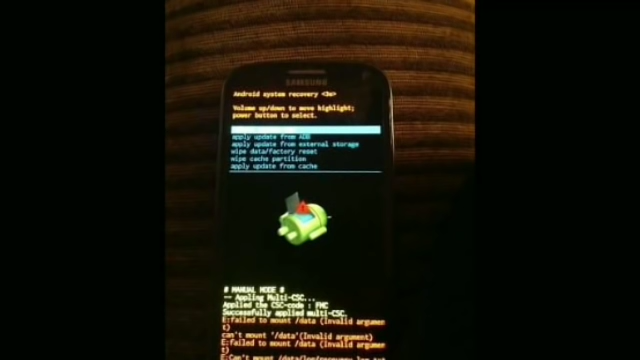 SAMSUNG
Android system recovery <3e>
Volume up/down to move highlight;
power button to select.
apply update from ADB
apply update from external storage
wipe data/factory reset
wipe cache partition
apply update from cache
# MANUAL MODE #
-- Appling Multi-CSC...
Applied the CSC-code : FMC
Successfully applied multi-CSC.
E:failed to mount /data (Invalid argumen
t)
can't mount '/data'(Invalid argument)
E:failed to mount /data (Invalid argumen
t)
E:Can't mount